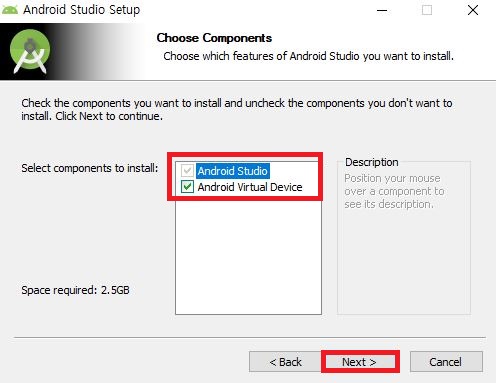 Android Studio Setup
Choose Components
Choose which features of Android Studio you want to install.
Check the components you want to install and uncheck the components you don't want to
install. Click Next to continue.
Select components to install:
Android Studio
Android Virtual Device
Description
Position your mouse
over a component to
see its description.
Space required: 2.5GB
< Back
Next >
Cancel